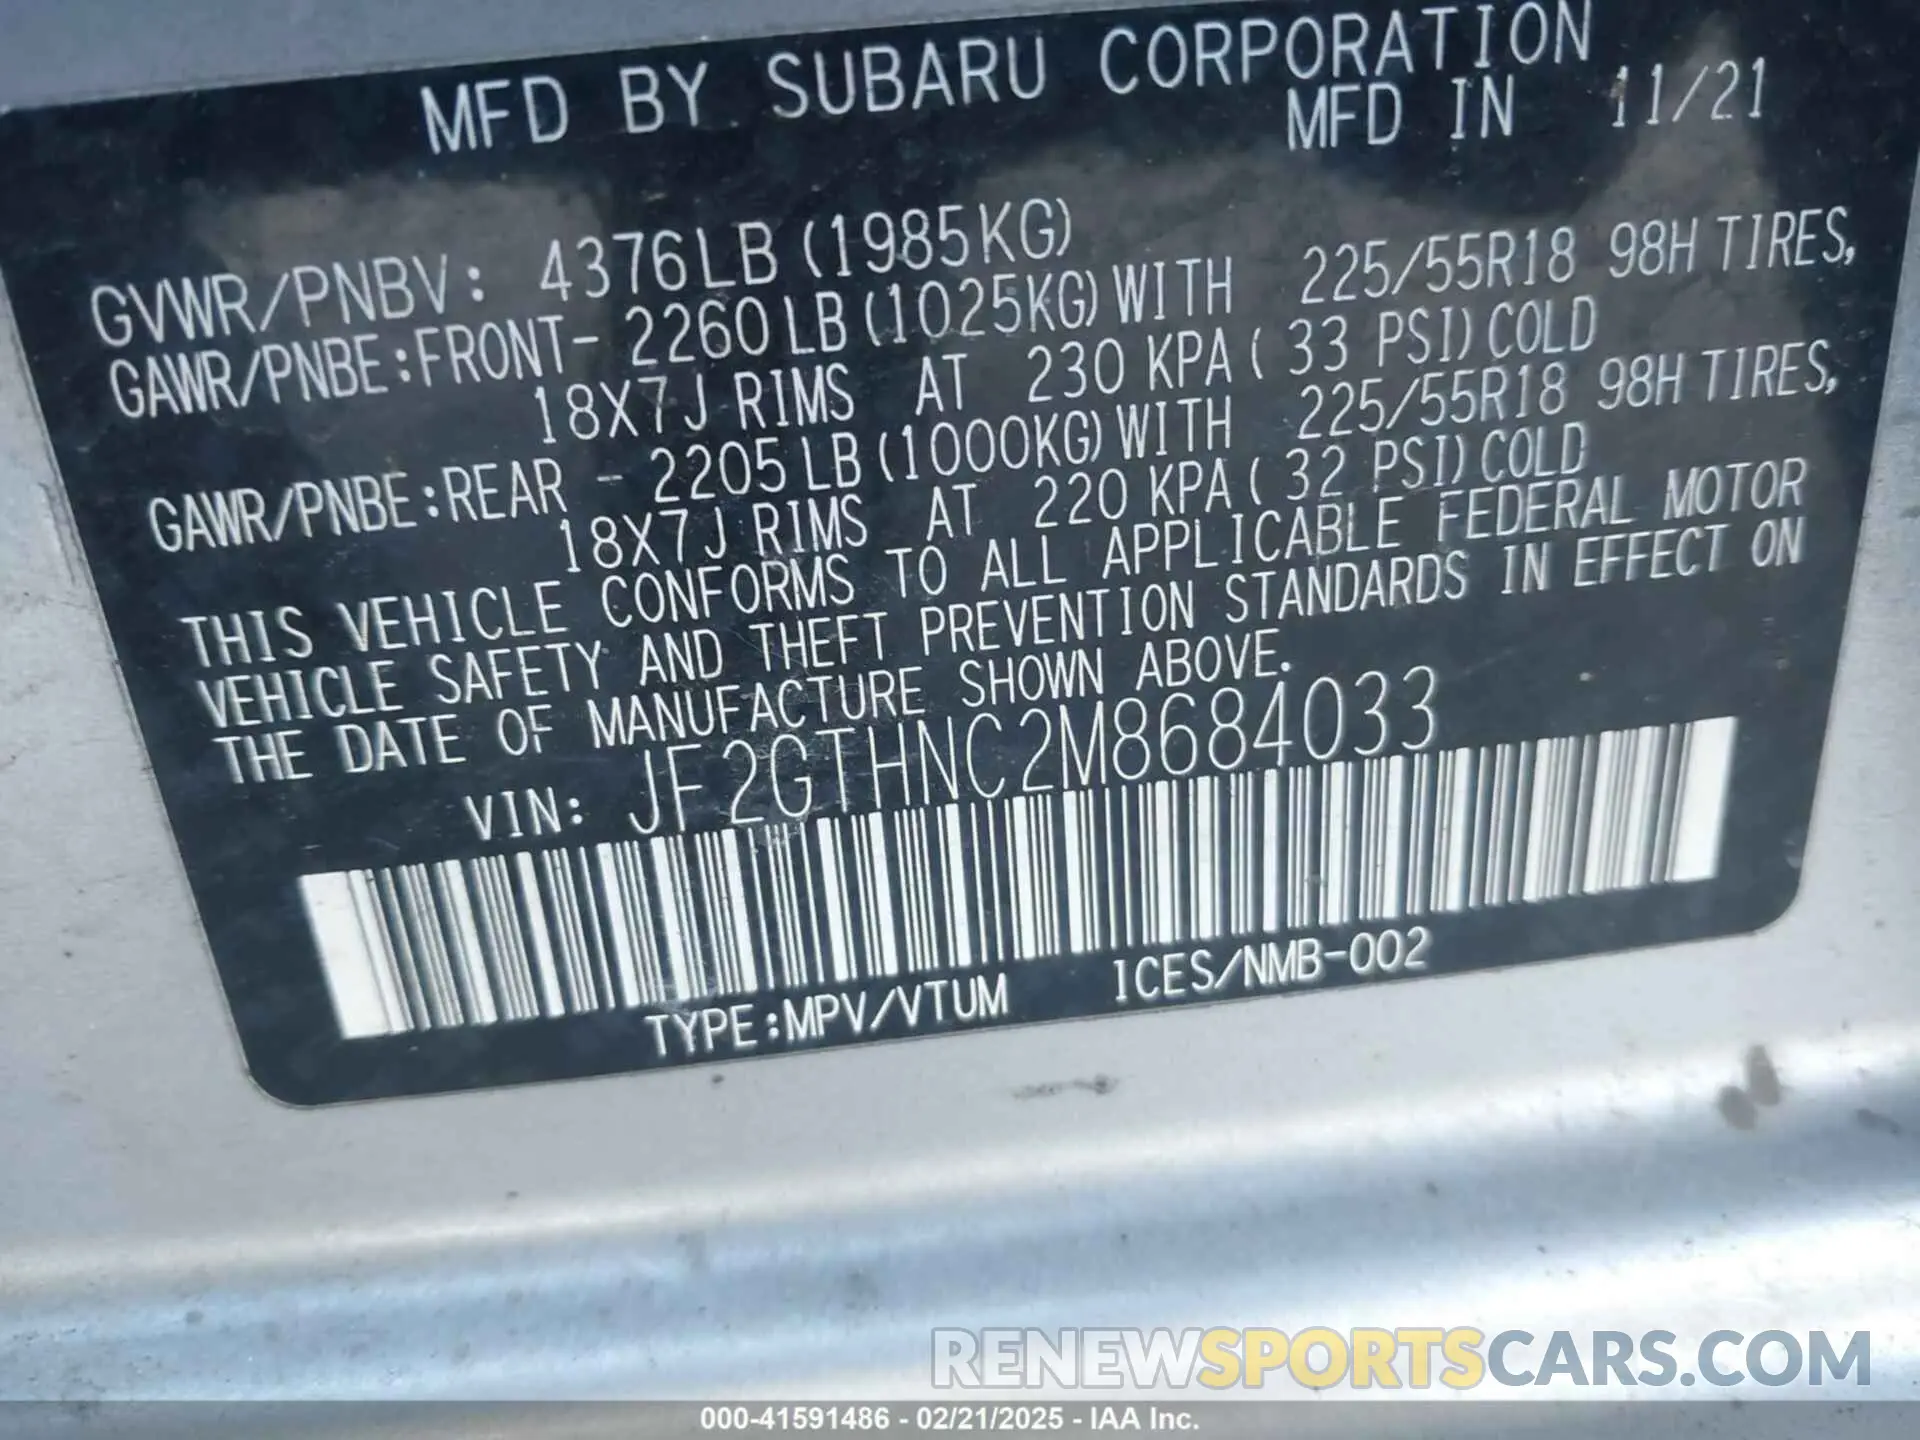 MFD BY SUBARU CORPORATION
MFD IN 11/21
GVWR/PNBV: 4376LB (1985KG)
GAWR/PNBE:FRONT- 2260LB (1025KG) WITH 225/55R18 98H TIRES,
18X7J RIMS AT 230 KPA ( 33 PSI) COLD
GAWR/PNBE:REAR - 2205LB (1000KG) WITH 225/55R18 98H TIRES,
18X7J RIMS AT 220 KPA ( 32 PSI) COLD
THIS VEHICLE CONFORMS TO ALL APPLICABLE FEDERAL MOTOR
VEHICLE SAFETY AND THEFT PREVENTION STANDARDS IN EFFECT ON
THE DATE OF MANUFACTURE SHOWN ABOVE.
VIN: JF2GTHNC2M8684033
TYPE:MPV/VTUM ICES/NMB-002
RENEWSPORTSCARS.COM
000-41591486 - 02/21/2025 - IAA Inc.